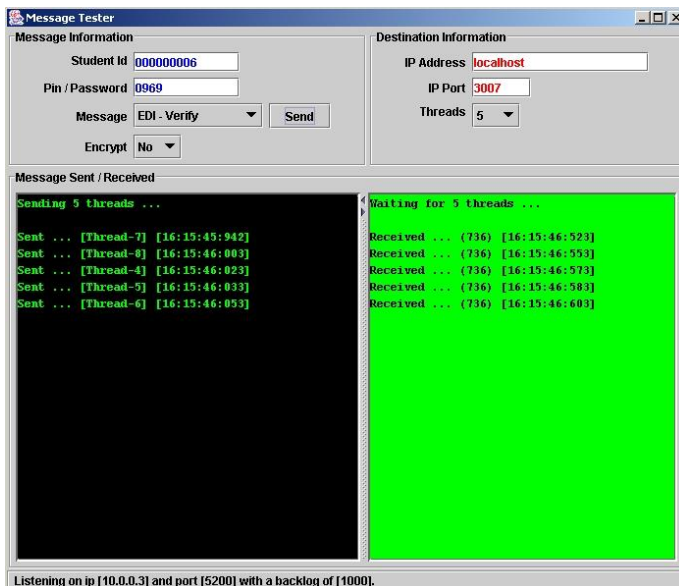 Message Tester
Message Information
Student Id 000000006
Pin / Password 0969
Message EDI - Verify Send
Encrypt No
Destination Information
IP Address localhost
IP Port 3007
Threads 5
Message Sent / Received
Sending 5 threads ...
Sent ... [Thread-7] [16:15:45:942]
Sent ... [Thread-8] [16:15:46:003]
Sent ... [Thread-4] [16:15:46:023]
Sent ... [Thread-5] [16:15:46:033]
Sent ... [Thread-6] [16:15:46:053]
Waiting for 5 threads ...
Received ... (736) [16:15:46:523]
Received ... (736) [16:15:46:553]
Received ... (736) [16:15:46:573]
Received ... (736) [16:15:46:583]
Received ... (736) [16:15:46:603]
Listening on ip [10.0.0.3] and port [5200] with a backlog of [1000].